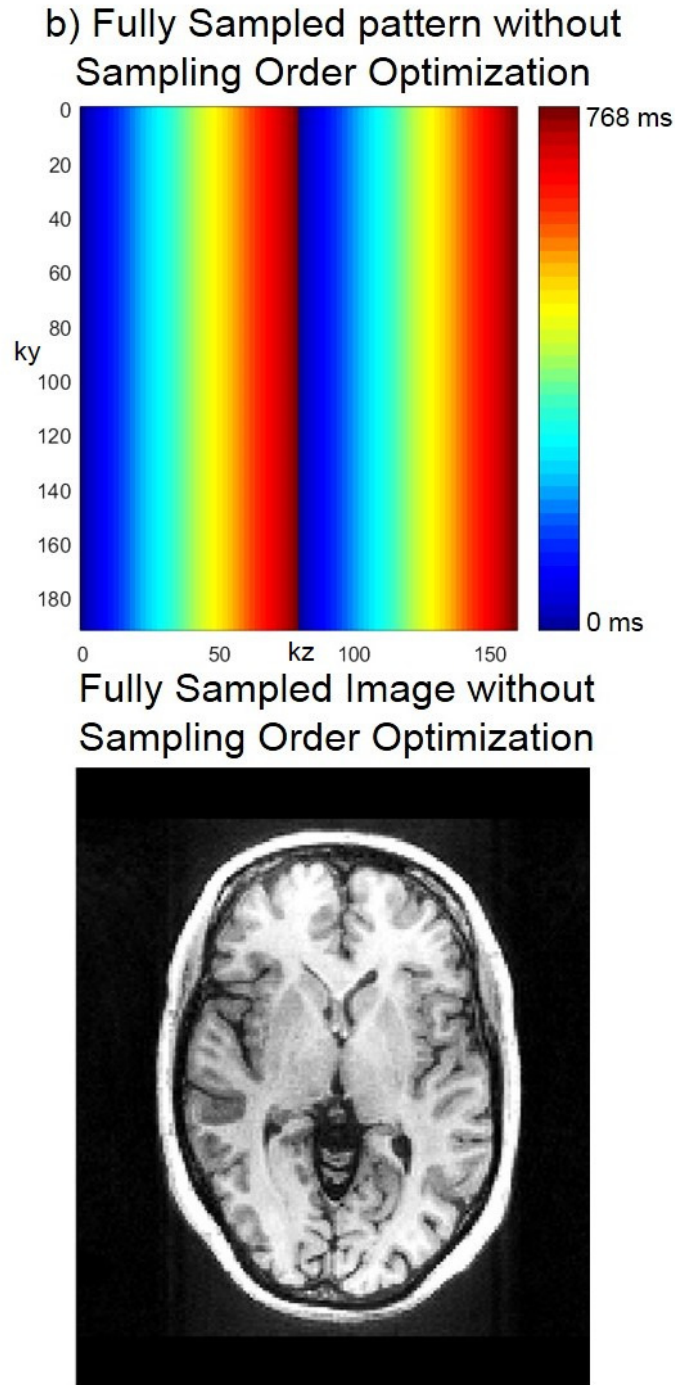 b) Fully Sampled pattern without
Sampling Order Optimization
0
20
40
60
80
ky
100
120
140
160
180
0
50
kz
100
150
768 ms
0 ms
Fully Sampled Image without
Sampling Order Optimization